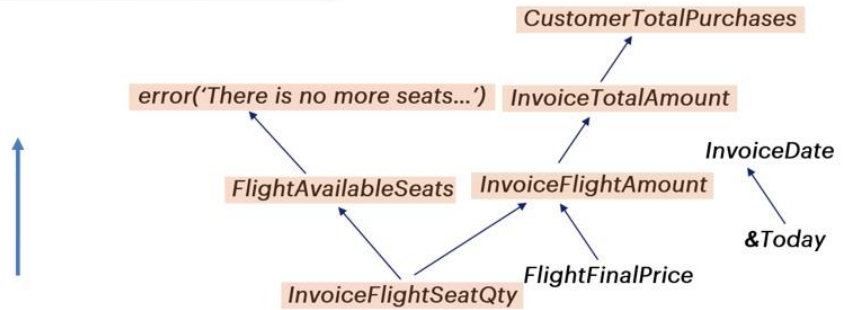 CustomerTotalPurchases
error(‘There is no more seats...’)
InvoiceTotalAmount
InvoiceDate
FlightAvailableSeats
InvoiceFlightAmount
&Today
FlightFinalPrice
InvoiceFlightSeatQty